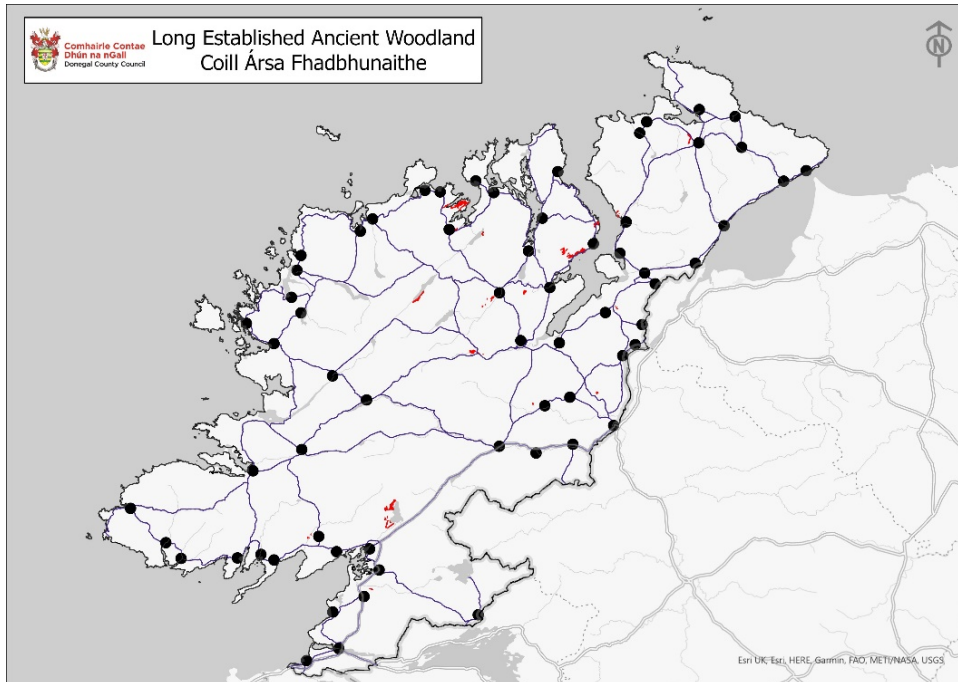 Comhairle Contae
Dhún na nGall
Donegal County Council
Long Established Ancient Woodland
Coill Ársa Fhadbhunaithe
N
Esri UK, Esri, HERE, Garmin, FAO, METI/NASA, USGS